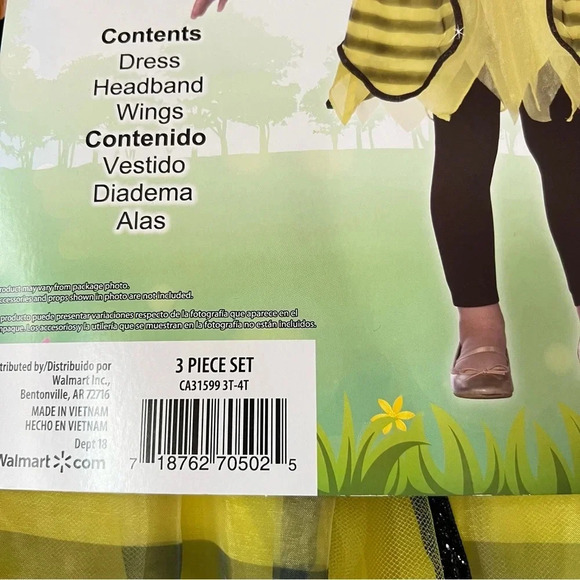 Contents
Dress
Headband
Wings
Contenido
Vestido
Diadema
Alas
roduct may vary from package photo.
ccessories and props shown in photo are not included.
producto puede presentar variaciones respecto de la fotografía que aparece en el
mpaque. Los accesorios y la utilería que se muestran en la fotografía no están incluidos.
tributed by/Distribuido por
Walmart Inc.,
Bentonville, AR 72716
MADE IN VIETNAM
HECHO EN VIETNAM
Dept 18
Walmart com
3 PIECE SET
CA31599 3T-4T
7 18762 70502 5